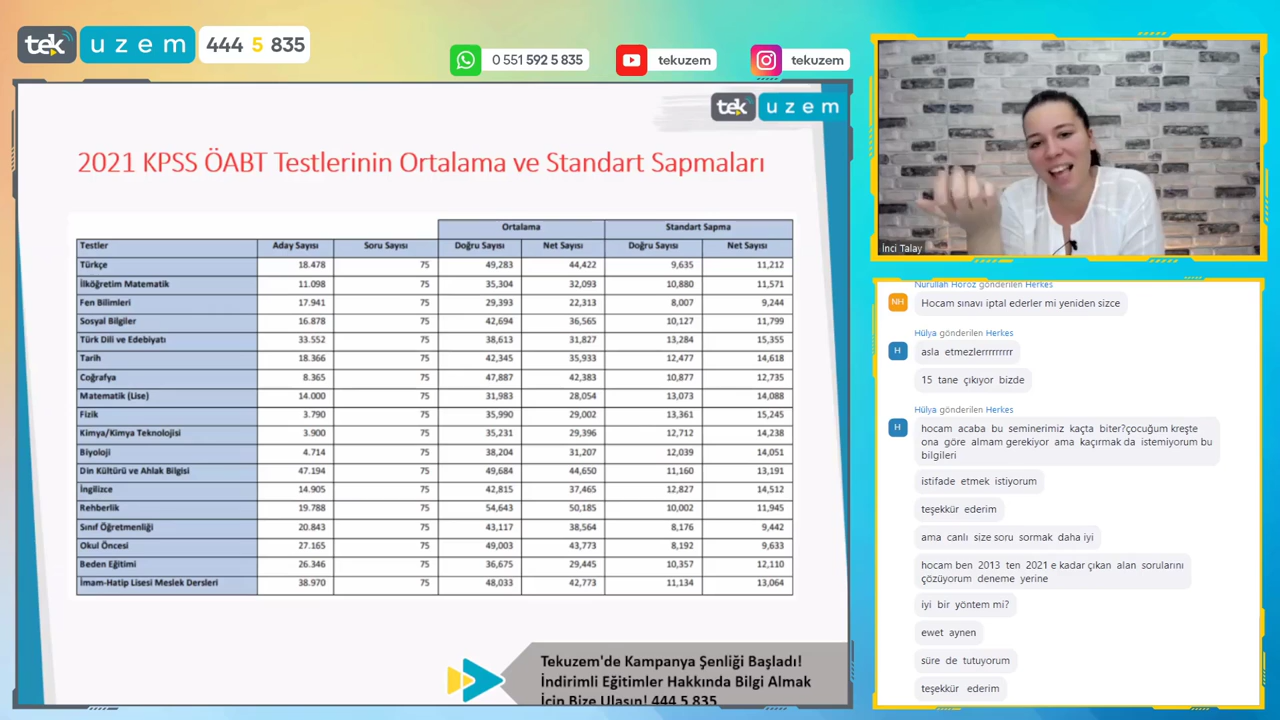 tek uzem 444 5 835
0 551 592 5 835
tekuzem
tekuzem
tek uzem
2021 KPSS ÖABT Testlerinin Ortalama ve Standart Sapmaları
Ortalama Standart Sapma
Testler Aday Sayısı Soru Sayısı Doğru Sayısı Net Sayısı Doğru Sayısı Net Sayısı
Türkçe 18.478 75 49,283 44,422 9,635 11,212
İlköğretim Matematik 11.098 75 35,304 32,093 10,880 11,571
Fen Bilimleri 17.941 75 29,393 22,313 8,007 9,244
Sosyal Bilgiler 16.878 75 42,694 36,565 10,127 11,799
Türk Dili ve Edebiyatı 33.552 75 38,613 31,827 13,284 15,355
Tarih 18.366 75 42,345 35,933 12,477 14,618
Coğrafya 8.365 75 47,887 42,383 10,877 12,735
Matematik (Lise) 14.000 75 31,983 28,054 13,073 14,088
Fizik 3.790 75 35,990 29,002 13,361 15,245
Kimya/Kimya Teknolojisi 3.900 75 35,231 29,396 12,712 14,238
Biyoloji 4.714 75 38,204 31,207 12,039 14,051
Din Kültürü ve Ahlak Bilgisi 47.194 75 49,684 44,650 11,160 13,191
İngilizce 14.905 75 42,815 37,465 12,827 14,512
Rehberlik 19.788 75 54,643 50,185 10,002 11,945
Sınıf Öğretmenliği 20.843 75 43,117 38,564 8,176 9,442
Okul Öncesi 27.165 75 49,003 43,773 8,192 9,633
Beden Eğitimi 26.346 75 36,675 29,445 10,357 12,110
İmam-Hatip Lisesi Meslek Dersleri 38.970 75 48,033 42,773 11,134 13,064
Tekuzem'de Kampanya Şenliği Başladı!
İndirimli Eğitimler Hakkında Bilgi Almak
İçin Bize Ulaşın! 444 5 835
İnci Talay
Nurullah Horoz gönderilen Herkes
NH
Hocam sınavı iptal ederler mi yeniden sizce
Hülya gönderilen Herkes
H
asla etmezlerrrrrrrrr
15 tane çıkıyor bizde
Hülya gönderilen Herkes
H
hocam acaba bu seminerimiz kaçta biter?çocuğum kreşte
ona göre almam gerekiyor ama kaçırmak da istemiyorum bu
bilgileri
istifade etmek istiyorum
teşekkür ederim
ama canlı size soru sormak daha iyi
hocam ben 2013 ten 2021 e kadar çıkan alan sorularını
çözüyorum deneme yerine
iyi bir yöntem mi?
ewet aynen
süre de tutuyorum
teşekkür ederim